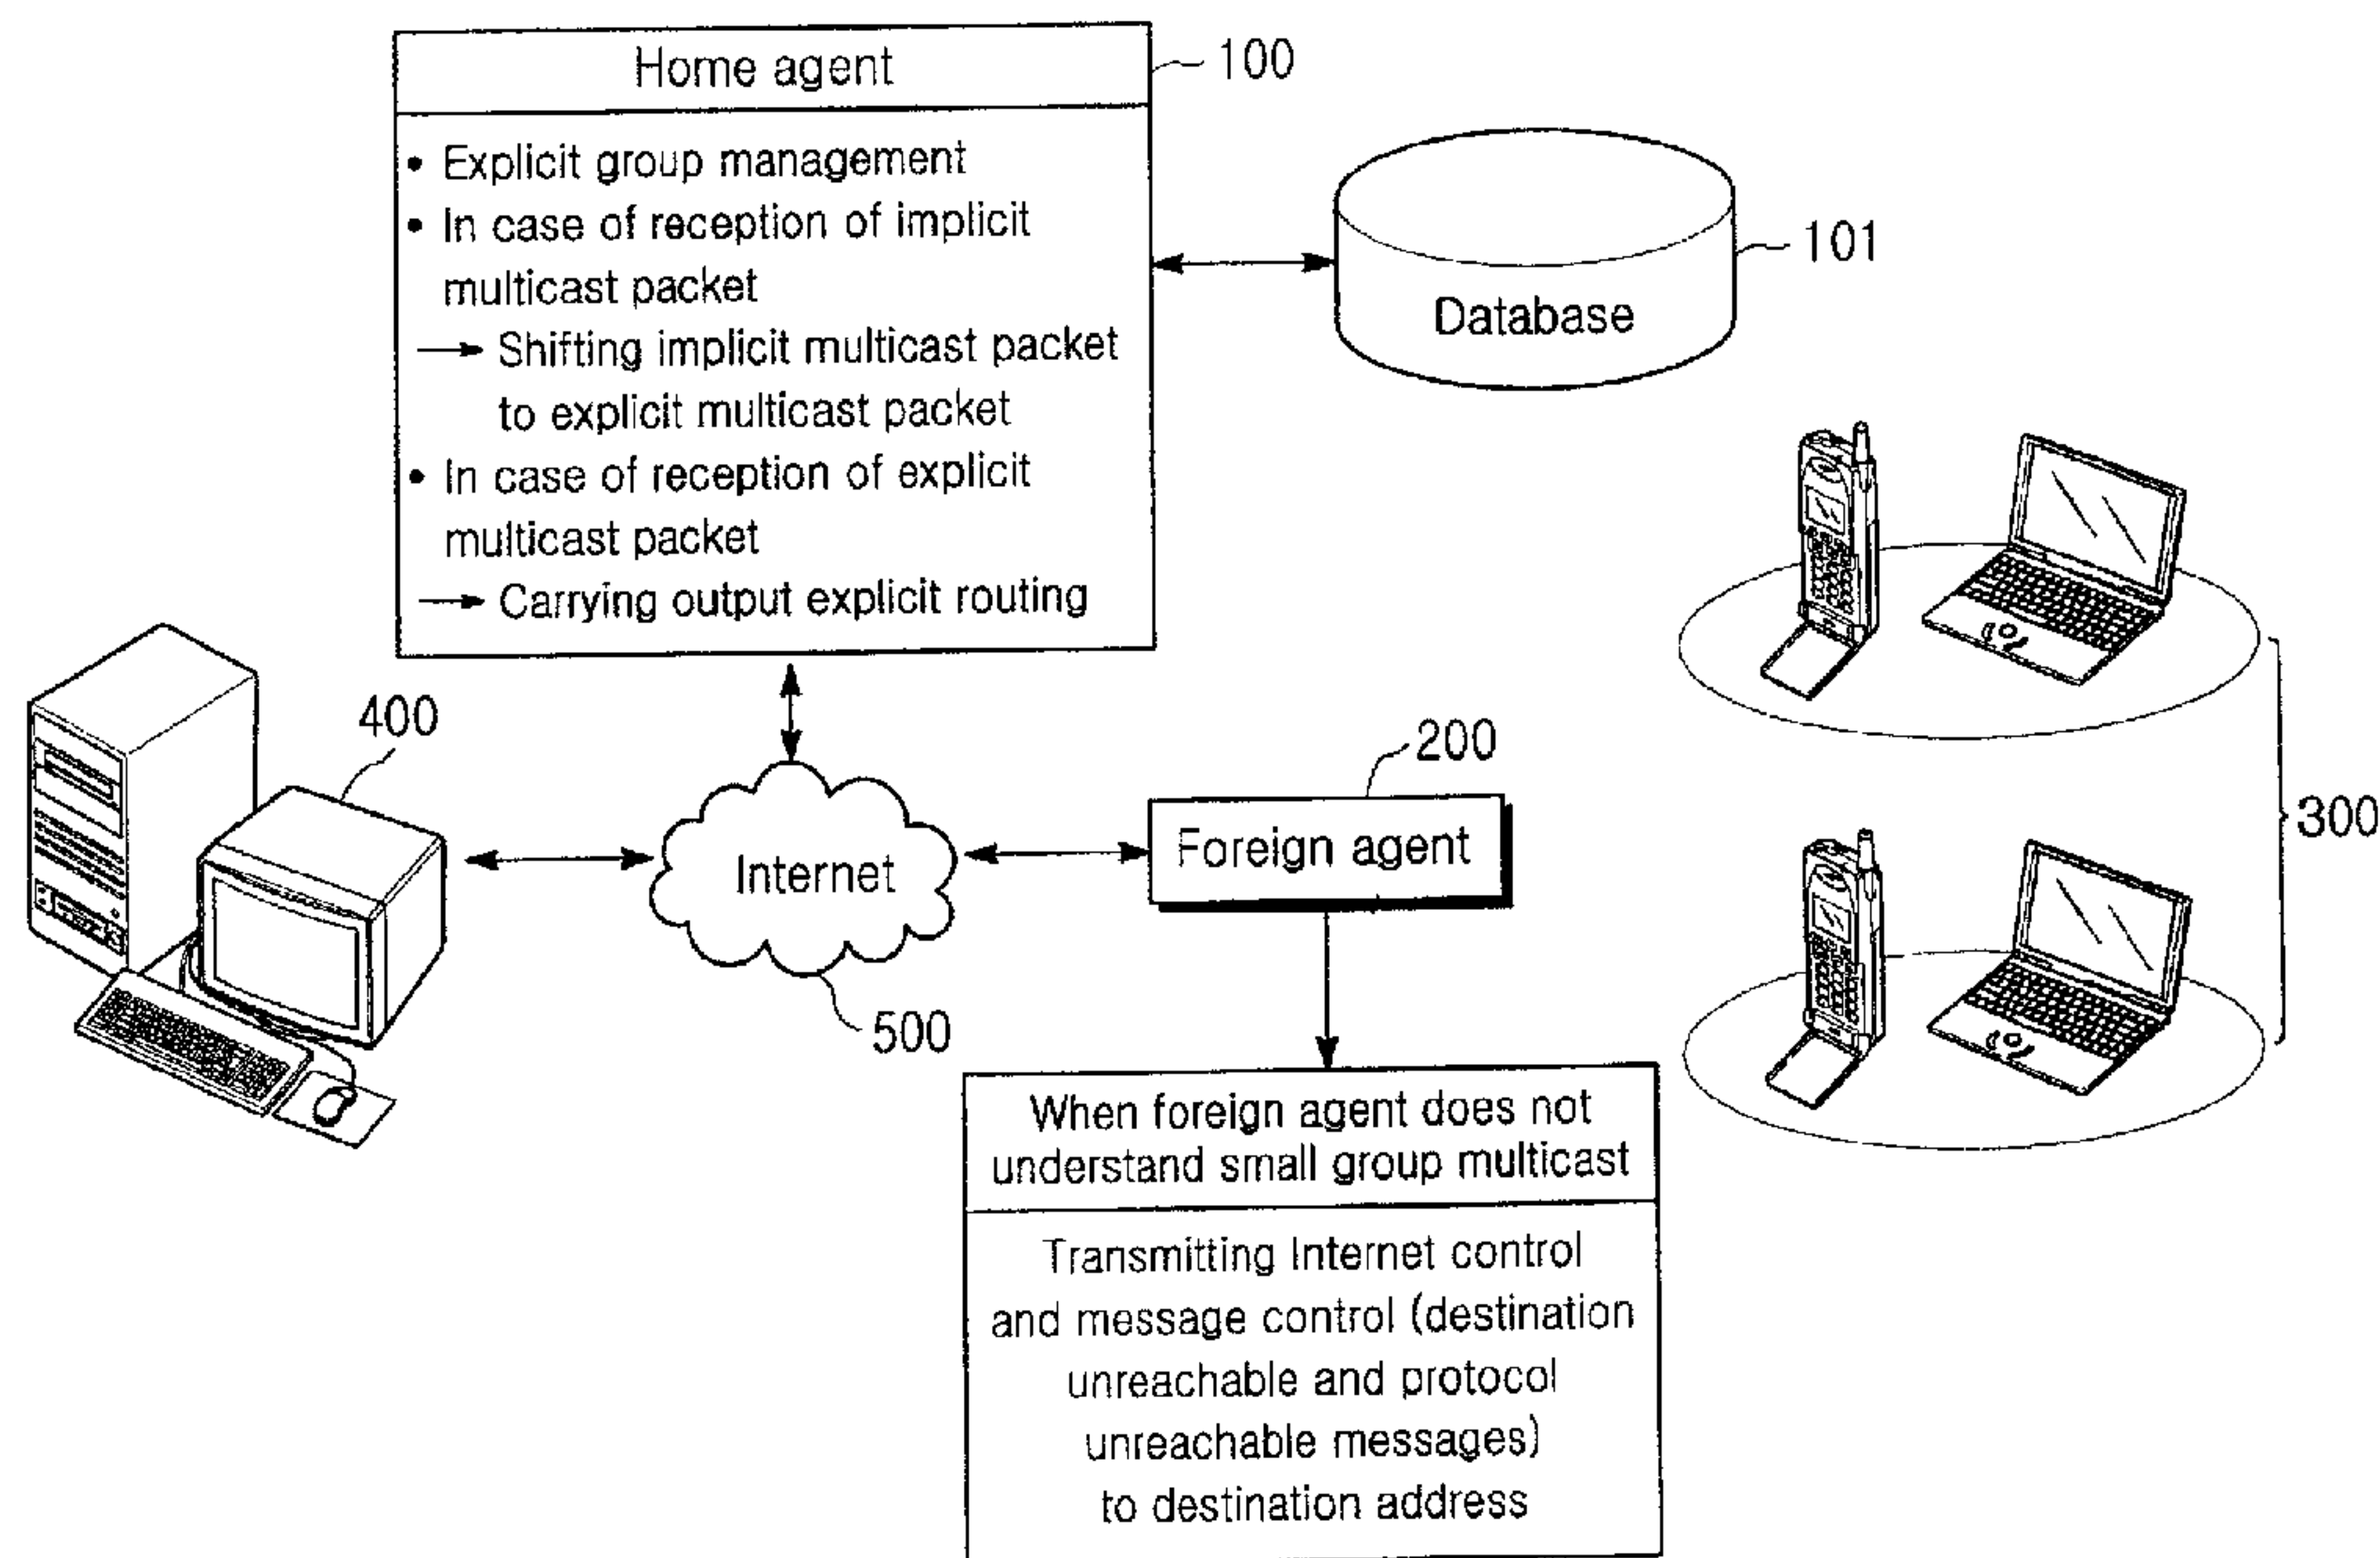 Home agent
100
• Explicit group management
• In case of reception of implicit
multicast packet
→ Shifting implicit multicast packet
to explicit multicast packet
• In case of reception of explicit
multicast packet
→ Carrying output explicit routing
Database
101
400
Internet
500
Foreign agent
200
300
When foreign agent does not
understand small group multicast
Transmitting Internet control
and message control (destination
unreachable and protocol
unreachable messages)
to destination address